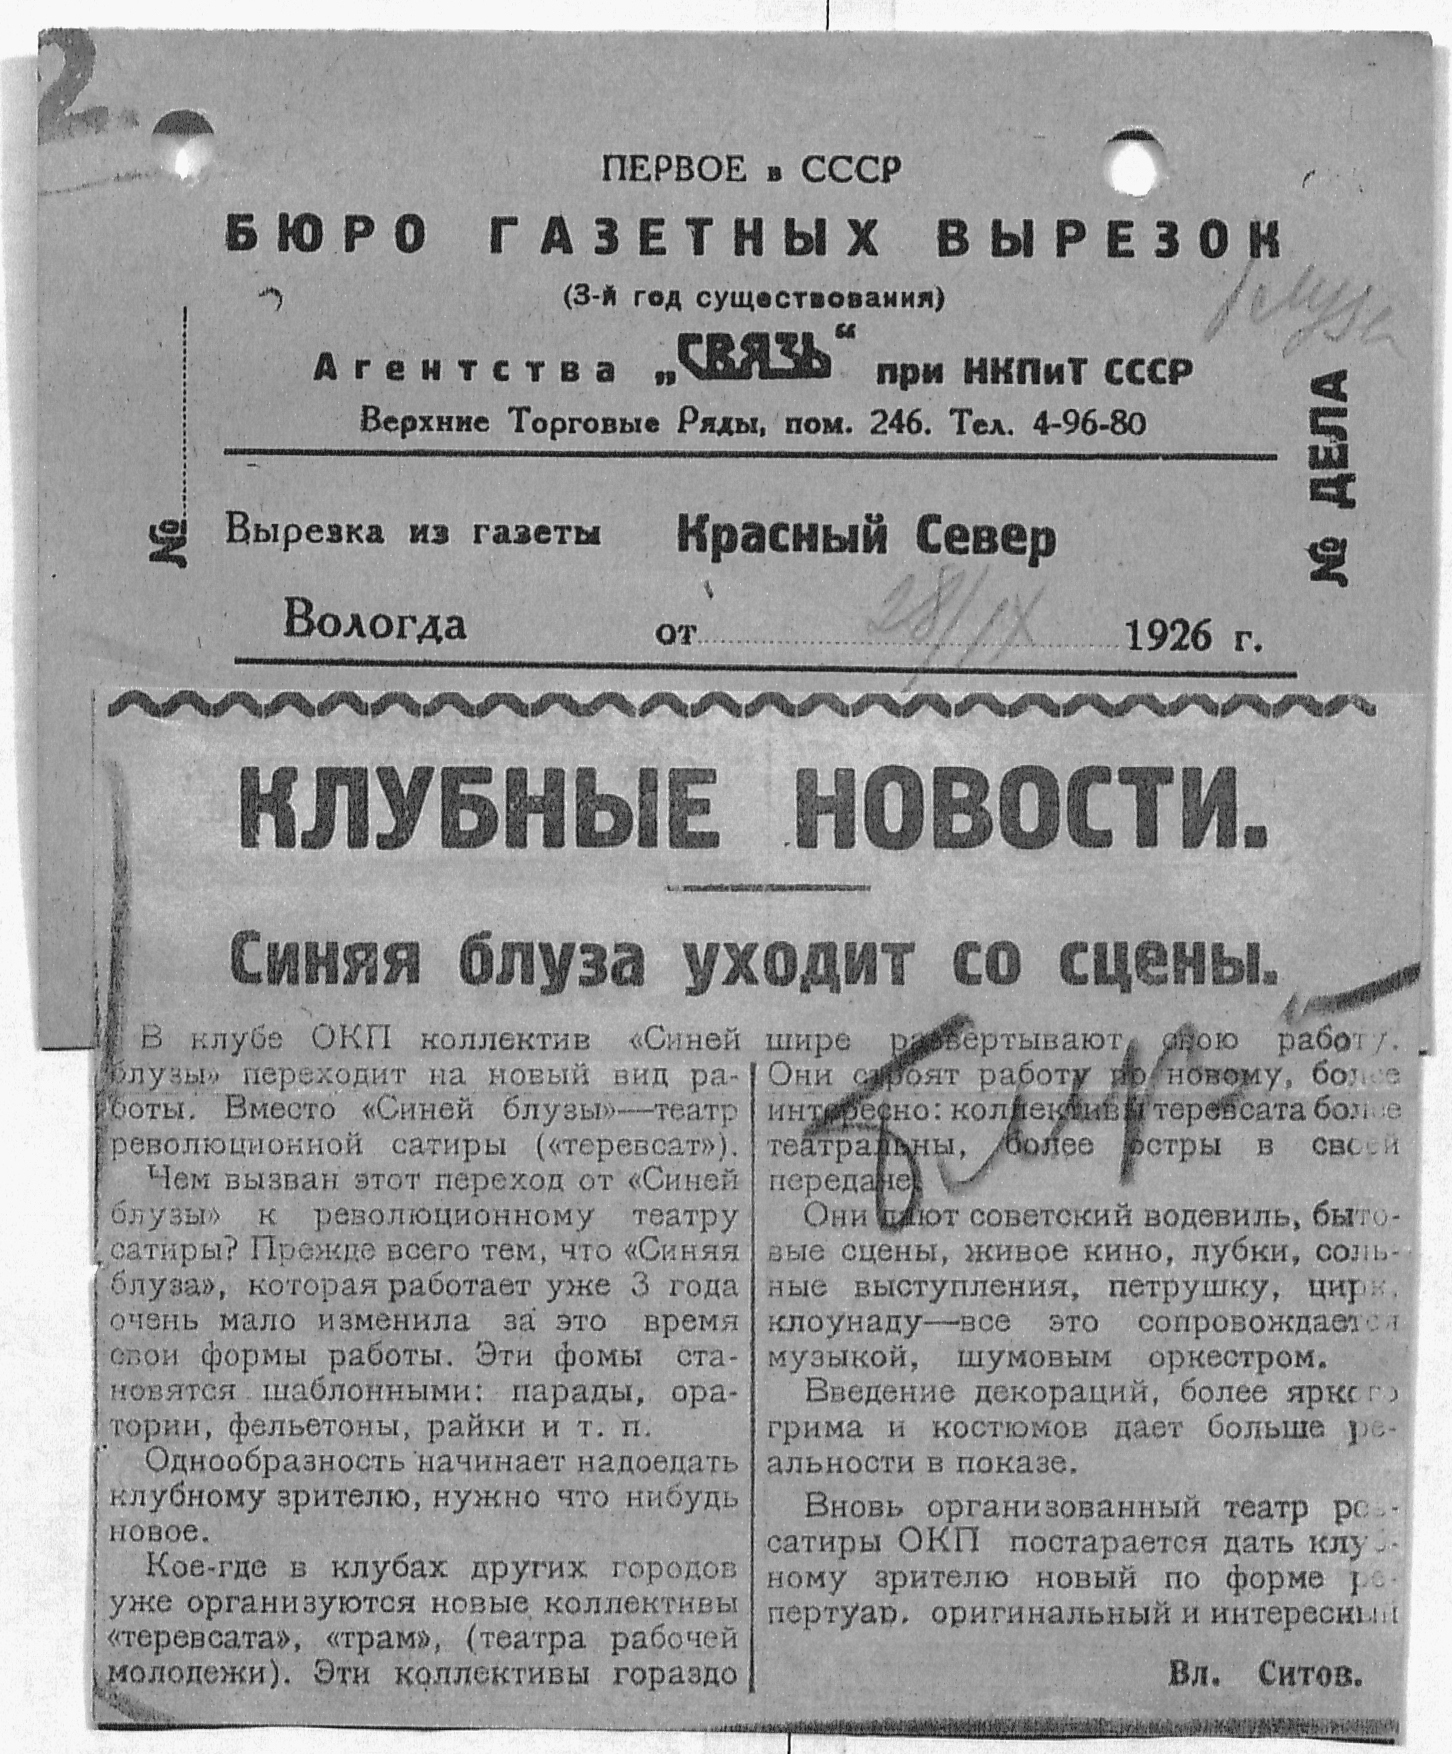 2
ПЕРВОЕ в СССР
БЮРО ГАЗЕТНЫХ ВЫРЕЗОК
(3-й год существования)
Агентства „СВЯЗЬ“ при НКПиТ СССР
Верхние Торговые Ряды, пом. 246. Тел. 4-96-80
№
№ ДЕЛА
Вырезка из газеты Красный Север
Вологда от 28/IX 1926 г.
КЛУБНЫЕ НОВОСТИ.
Синяя блуза уходит со сцены.
В клубе ОКП коллектив «Синей
блузы» переходит на новый вид ра-
боты. Вместо «Синей блузы»—театр
революционной сатиры («теревсат»).
Чем вызван этот переход от «Синей
блузы» к революционному театру
сатиры? Прежде всего тем, что «Синяя
блуза», которая работает уже 3 года
очень мало изменила за это время
свои формы работы. Эти фомы ста-
новятся шаблонными: парады, ора-
тории, фельетоны, райки и т. п.
Однообразность начинает надоедать
клубному зрителю, нужно что нибудь
новое.
Кое-где в клубах других городов
уже организуются новые коллективы
«теревсата», «трам», (театра рабочей
молодежи). Эти коллективы гораздо
шире развертывают свою работу.
Они строят работу по новому, более
интересно: коллективы теревсата более
театральны, более остры в своей
передаче.
Они дают советский водевиль, быто-
вые сцены, живое кино, лубки, соль-
ные выступления, петрушку, цирк,
клоунаду—все это сопровождается
музыкой, шумовым оркестром.
Введение декораций, более яркого
грима и костюмов дает больше ре-
альности в показе.
Вновь организованный театр рев-
сатиры ОКП постарается дать клуб-
ному зрителю новый по форме ре-
пертуар, оригинальный и интересный
Вл. Ситов.